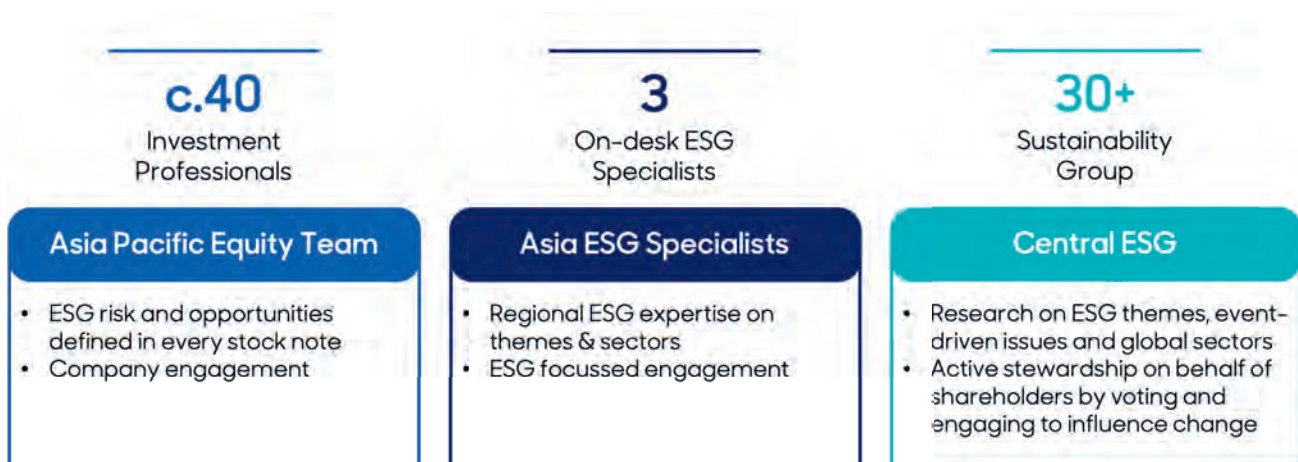 c.40
Investment
Professionals
Asia Pacific Equity Team
• ESG risk and opportunities
defined in every stock note
• Company engagement
3
On-desk ESG
Specialists
Asia ESG Specialists
• Regional ESG expertise on
themes & sectors
• ESG focussed engagement
30+
Sustainability
Group
Central ESG
• Research on ESG themes, event-
driven issues and global sectors
• Active stewardship on behalf of
shareholders by voting and
engaging to influence change